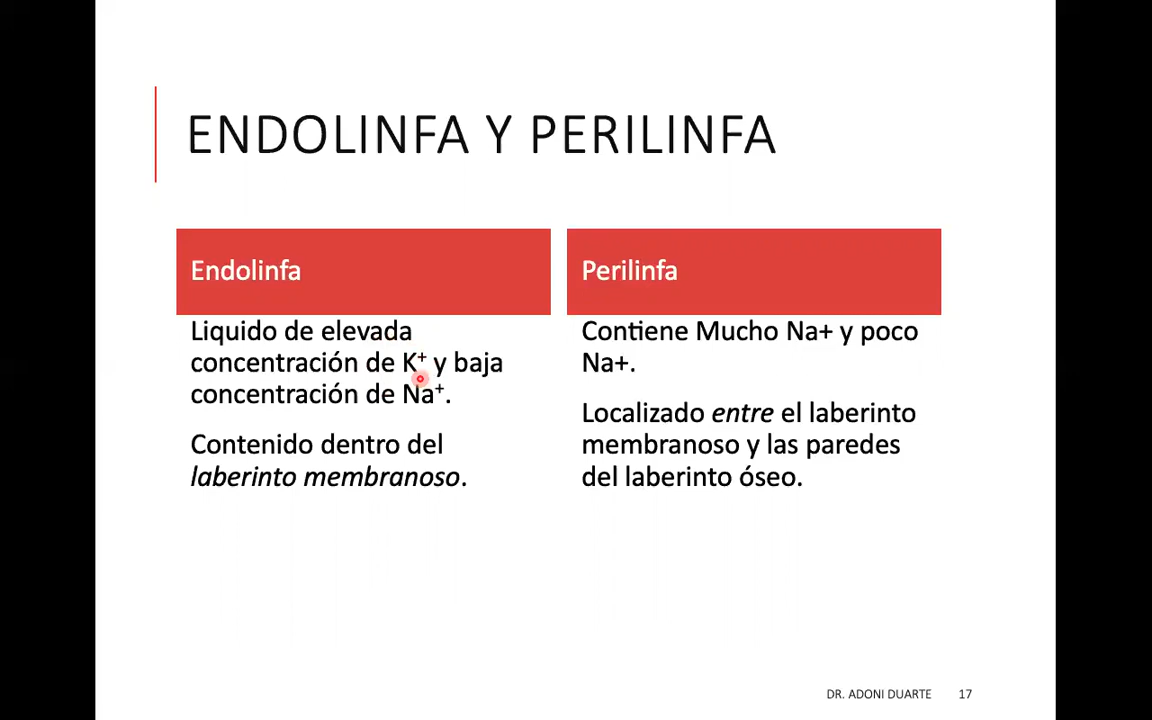 ENDOLINFA Y PERILINFA
Endolinfa
Liquido de elevada
concentración de K⁺ y baja
concentración de Na⁺.
Contenido dentro del
laberinto membranoso.
Perilinfa
Contiene Mucho Na+ y poco
Na+.
Localizado entre el laberinto
membranoso y las paredes
del laberinto óseo.
DR. ADONI DUARTE 17